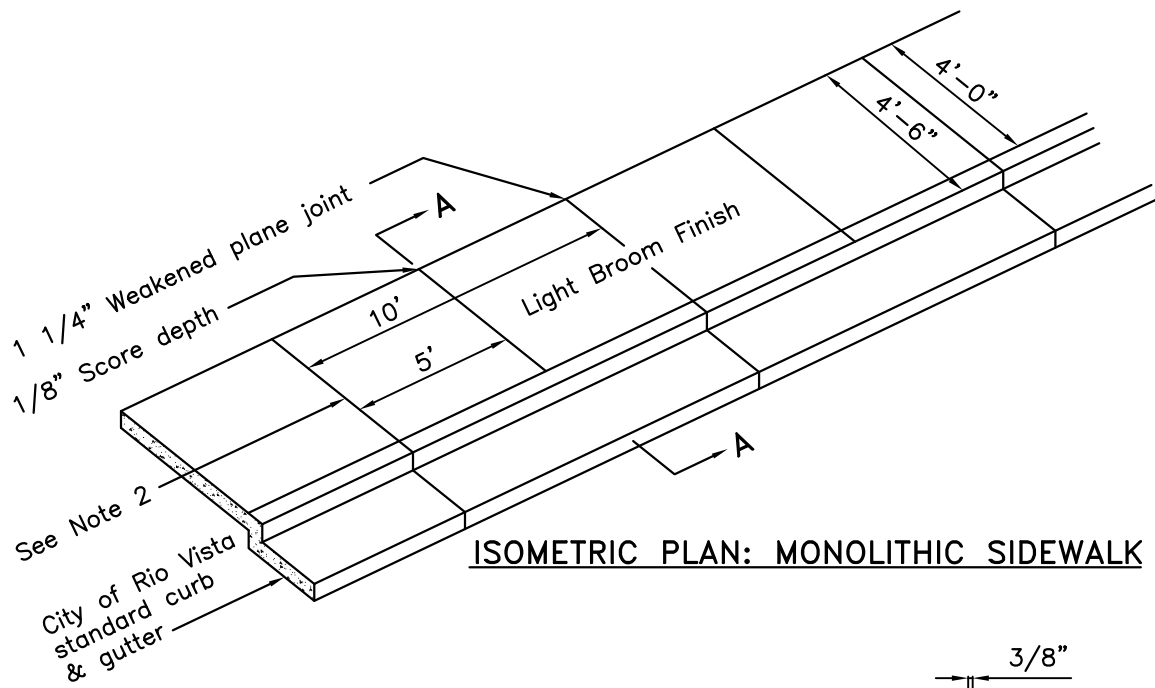 4'-0"
4'-6"
1 1/4" Weakened plane joint
A
Light Broom Finish
1/8" Score depth
10'
5'
See Note 2
A
City of Rio Vista
standard curb
& gutter
ISOMETRIC PLAN: MONOLITHIC SIDEWALK
3/8"